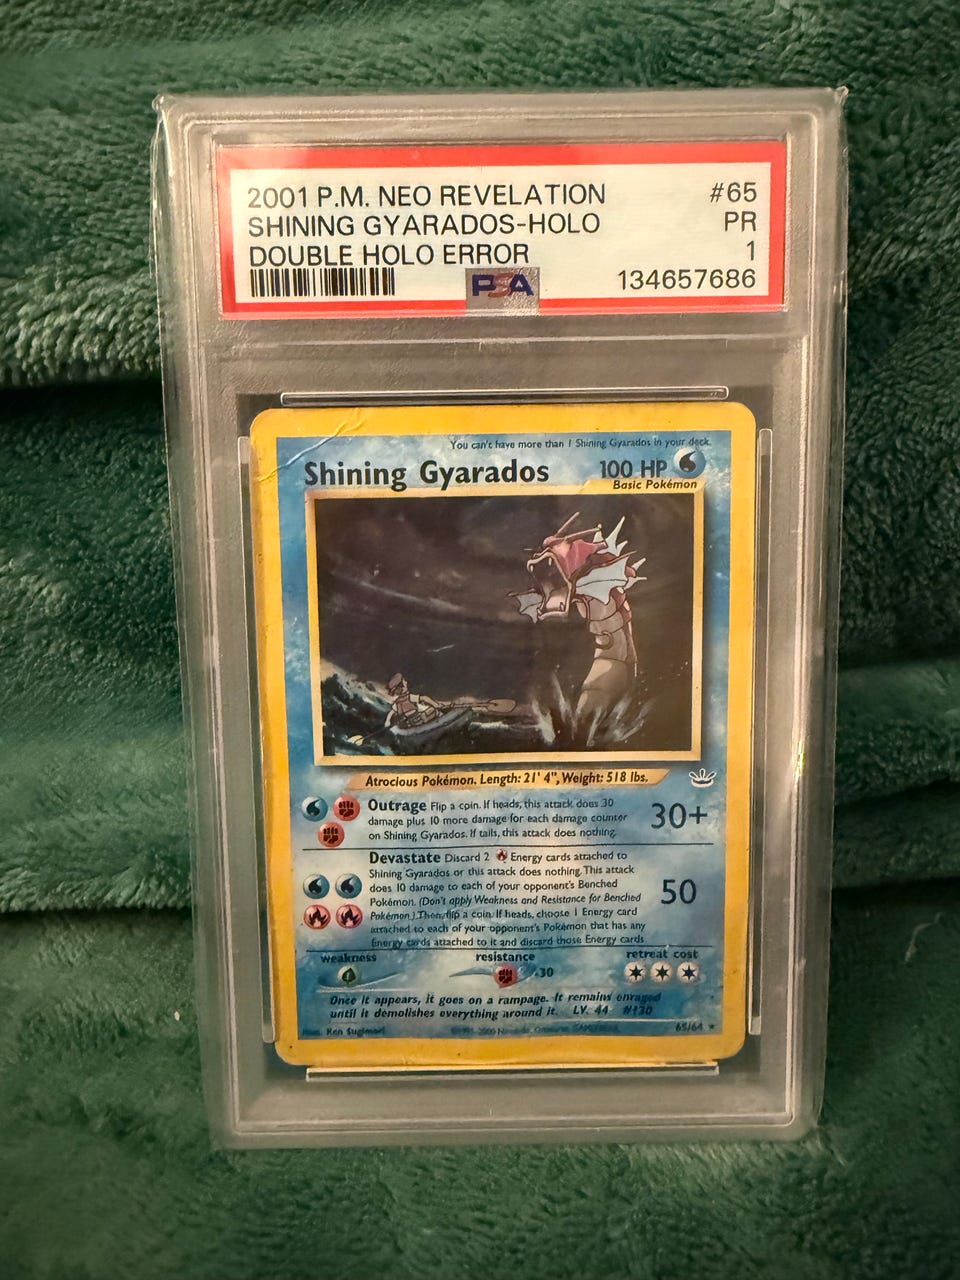 2001 P.M. NEO REVELATION #65
SHINING GYARADOS-HOLO PR
DOUBLE HOLO ERROR 1
PSA 134657686
You can't have more than 1 Shining Gyarados in your deck.
Shining Gyarados 100 HP
Basic Pokémon
Atrocious Pokémon. Length: 21' 4", Weight: 518 lbs.
Outrage Flip a coin. If heads, this attack does 30
damage plus 10 more damage for each damage counter
on Shining Gyarados. If tails, this attack does nothing.
30+
Devastate Discard 2 Energy cards attached to
Shining Gyarados or this attack does nothing. This attack
does 10 damage to each of your opponent's Benched
Pokémon. (Don't apply Weakness and Resistance for Benched
Pokémon.) Then, flip a coin. If heads, choose 1 Energy card
attached to each of your opponent's Pokémon that has any
Energy cards attached to it and discard those Energy cards
50
weakness resistance retreat cost
-30
Once it appears, it goes on a rampage. It remains enraged
until it demolishes everything around it. LV. 44 #130
Illus. Ken Sugimori 65/64